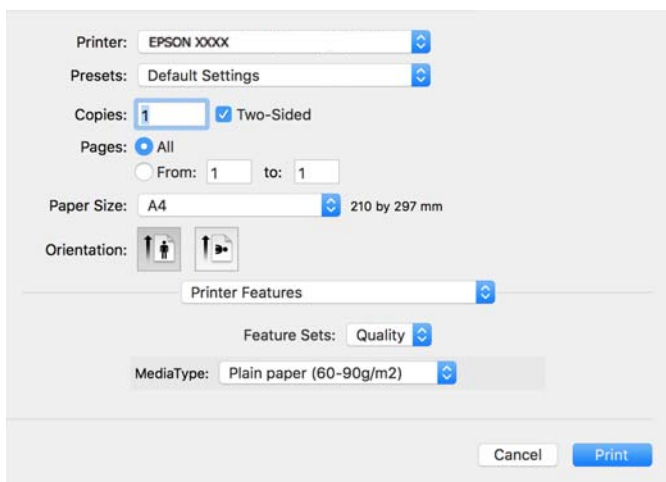 Printer: EPSON XXXX
Presets: Default Settings
Copies: 1 Two-Sided
Pages: All
From: 1 to: 1
Paper Size: A4 210 by 297 mm
Orientation:
Printer Features
Feature Sets: Quality
MediaType: Plain paper (60-90g/m2)
Cancel Print